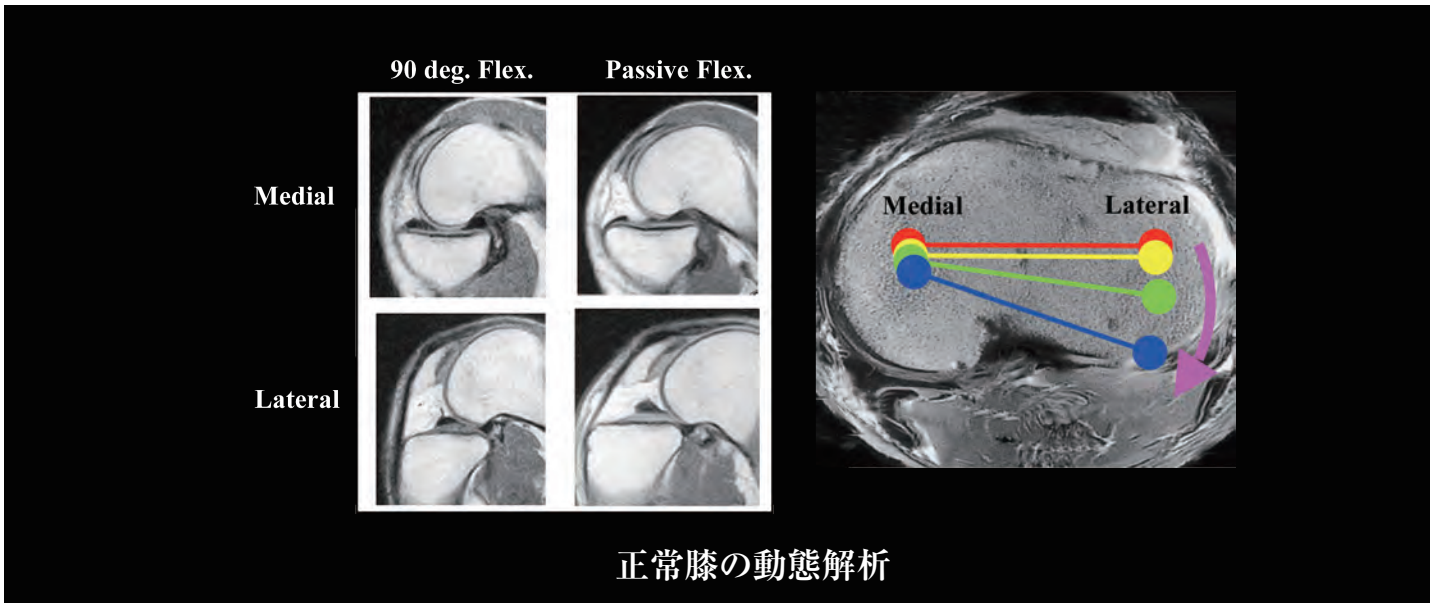 90 deg. Flex.
Passive Flex.
Medial
Lateral
Medial
Lateral
正常膝の動態解析